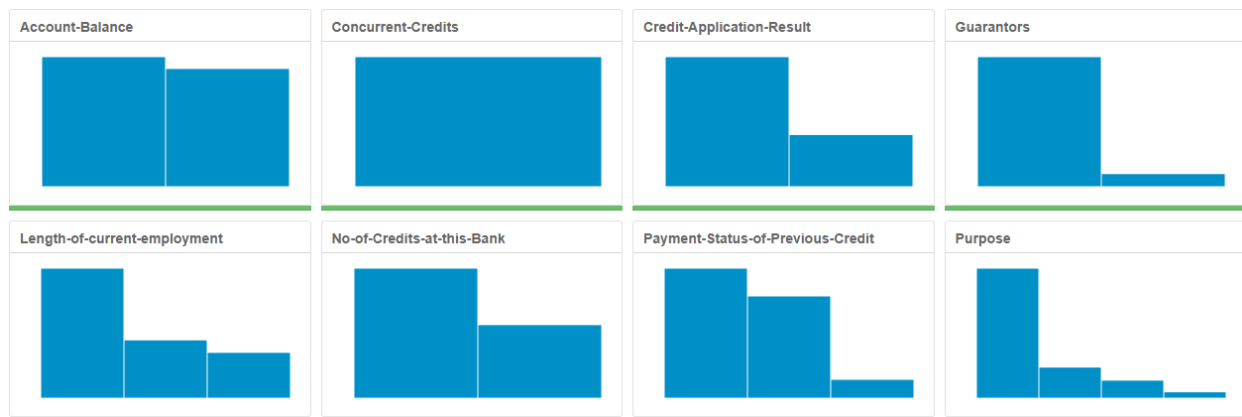 Account-Balance
Concurrent-Credits
Credit-Application-Result
Guarantors
Length-of-current-employment
No-of-Credits-at-this-Bank
Payment-Status-of-Previous-Credit
Purpose